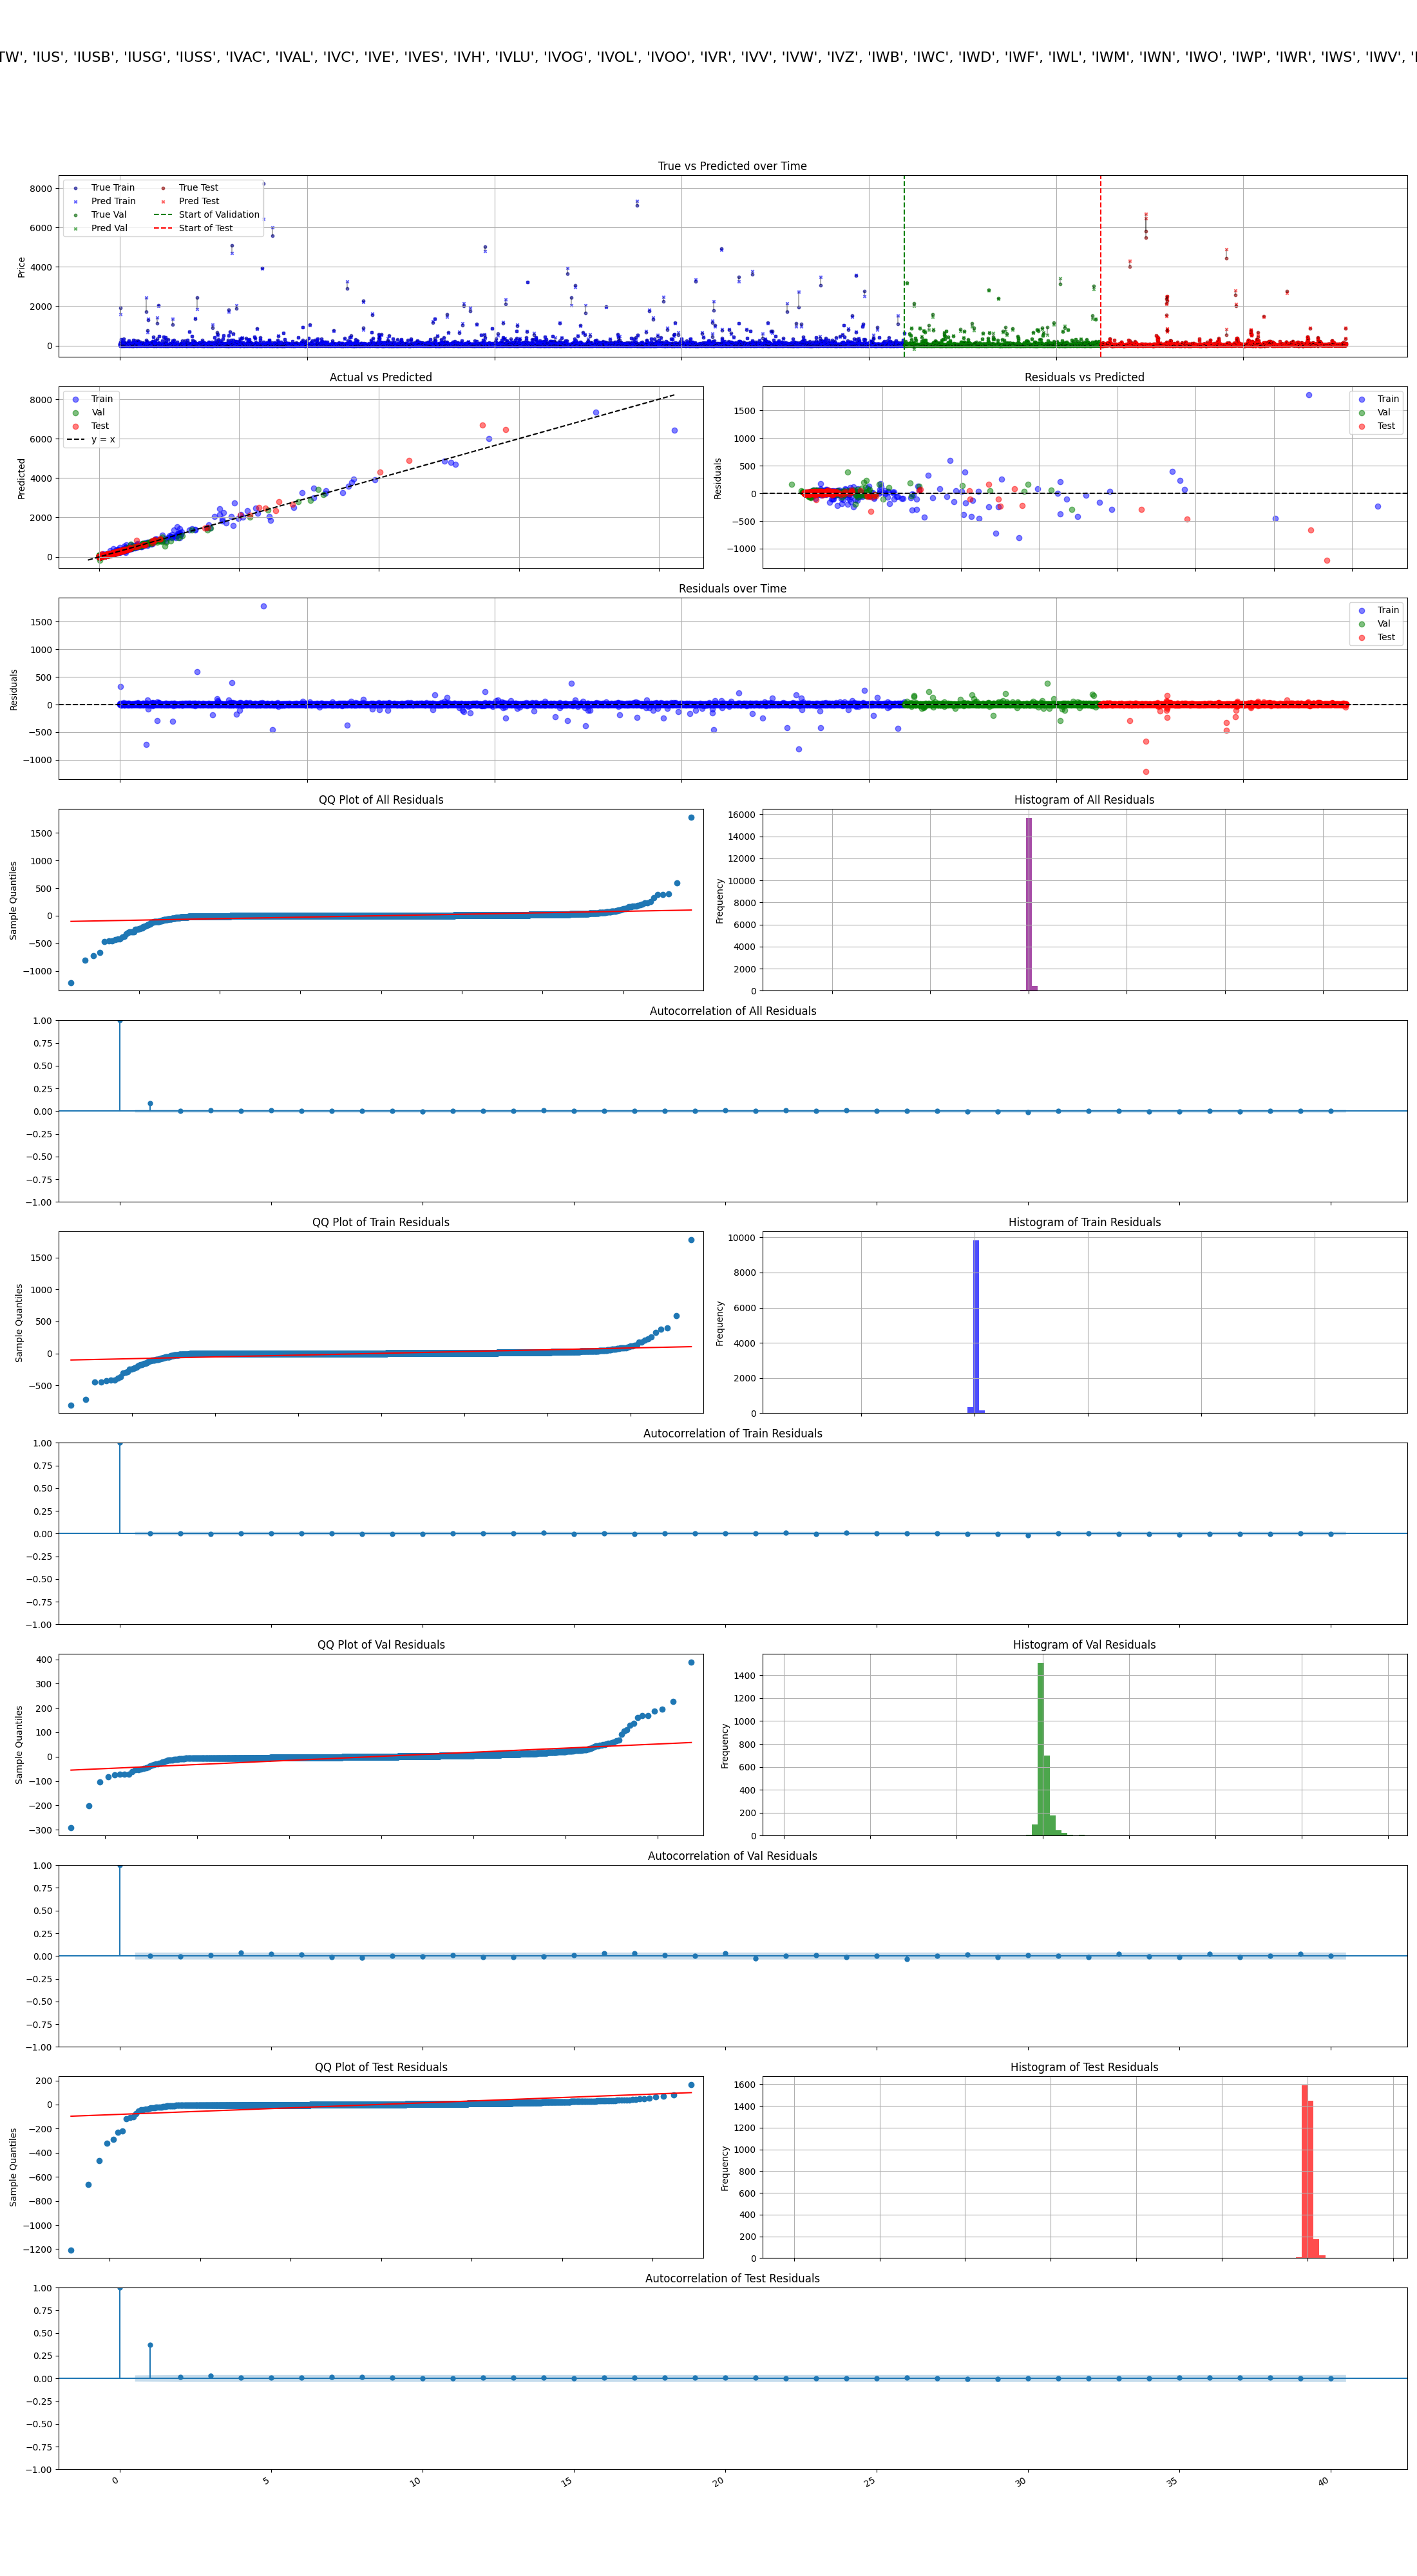 TW', 'IUS', 'IUSB', 'IUSG', 'IUSS', 'IVAC', 'IVAL', 'IVC', 'IVE', 'IVES', 'IVH', 'IVLU', 'IVOG', 'IVOL', 'IVOO', 'IVR', 'IVV', 'IVW', 'IVZ', 'IWB', 'IWC', 'IWD', 'IWF', 'IWL', 'IWM', 'IWN', 'IWO', 'IWP', 'IWR', 'IWS', 'IWV',
True vs Predicted over Time
Price
8000
6000
4000
2000
0
True Train
Pred Train
True Val
Pred Val
True Test
Pred Test
Start of Validation
Start of Test
Actual vs Predicted
Predicted
8000
6000
4000
2000
0
Train
Val
Test
y = x
Residuals vs Predicted
Residuals
1500
1000
500
0
−500
−1000
Train
Val
Test
Residuals over Time
Residuals
1500
1000
500
0
−500
−1000
Train
Val
Test
QQ Plot of All Residuals
Sample Quantiles
1500
1000
500
0
−500
−1000
Histogram of All Residuals
Frequency
16000
14000
12000
10000
8000
6000
4000
2000
0
Autocorrelation of All Residuals
1.00
0.75
0.50
0.25
0.00
−0.25
−0.50
−0.75
−1.00
QQ Plot of Train Residuals
Sample Quantiles
1500
1000
500
0
−500
Histogram of Train Residuals
Frequency
10000
8000
6000
4000
2000
0
Autocorrelation of Train Residuals
1.00
0.75
0.50
0.25
0.00
−0.25
−0.50
−0.75
−1.00
QQ Plot of Val Residuals
Sample Quantiles
400
300
200
100
0
−100
−200
−300
Histogram of Val Residuals
Frequency
1400
1200
1000
800
600
400
200
0
Autocorrelation of Val Residuals
1.00
0.75
0.50
0.25
0.00
−0.25
−0.50
−0.75
−1.00
QQ Plot of Test Residuals
Sample Quantiles
200
0
−200
−400
−600
−800
−1000
−1200
Histogram of Test Residuals
Frequency
1600
1400
1200
1000
800
600
400
200
0
Autocorrelation of Test Residuals
1.00
0.75
0.50
0.25
0.00
−0.25
−0.50
−0.75
−1.00
0
5
10
15
20
25
30
35
40